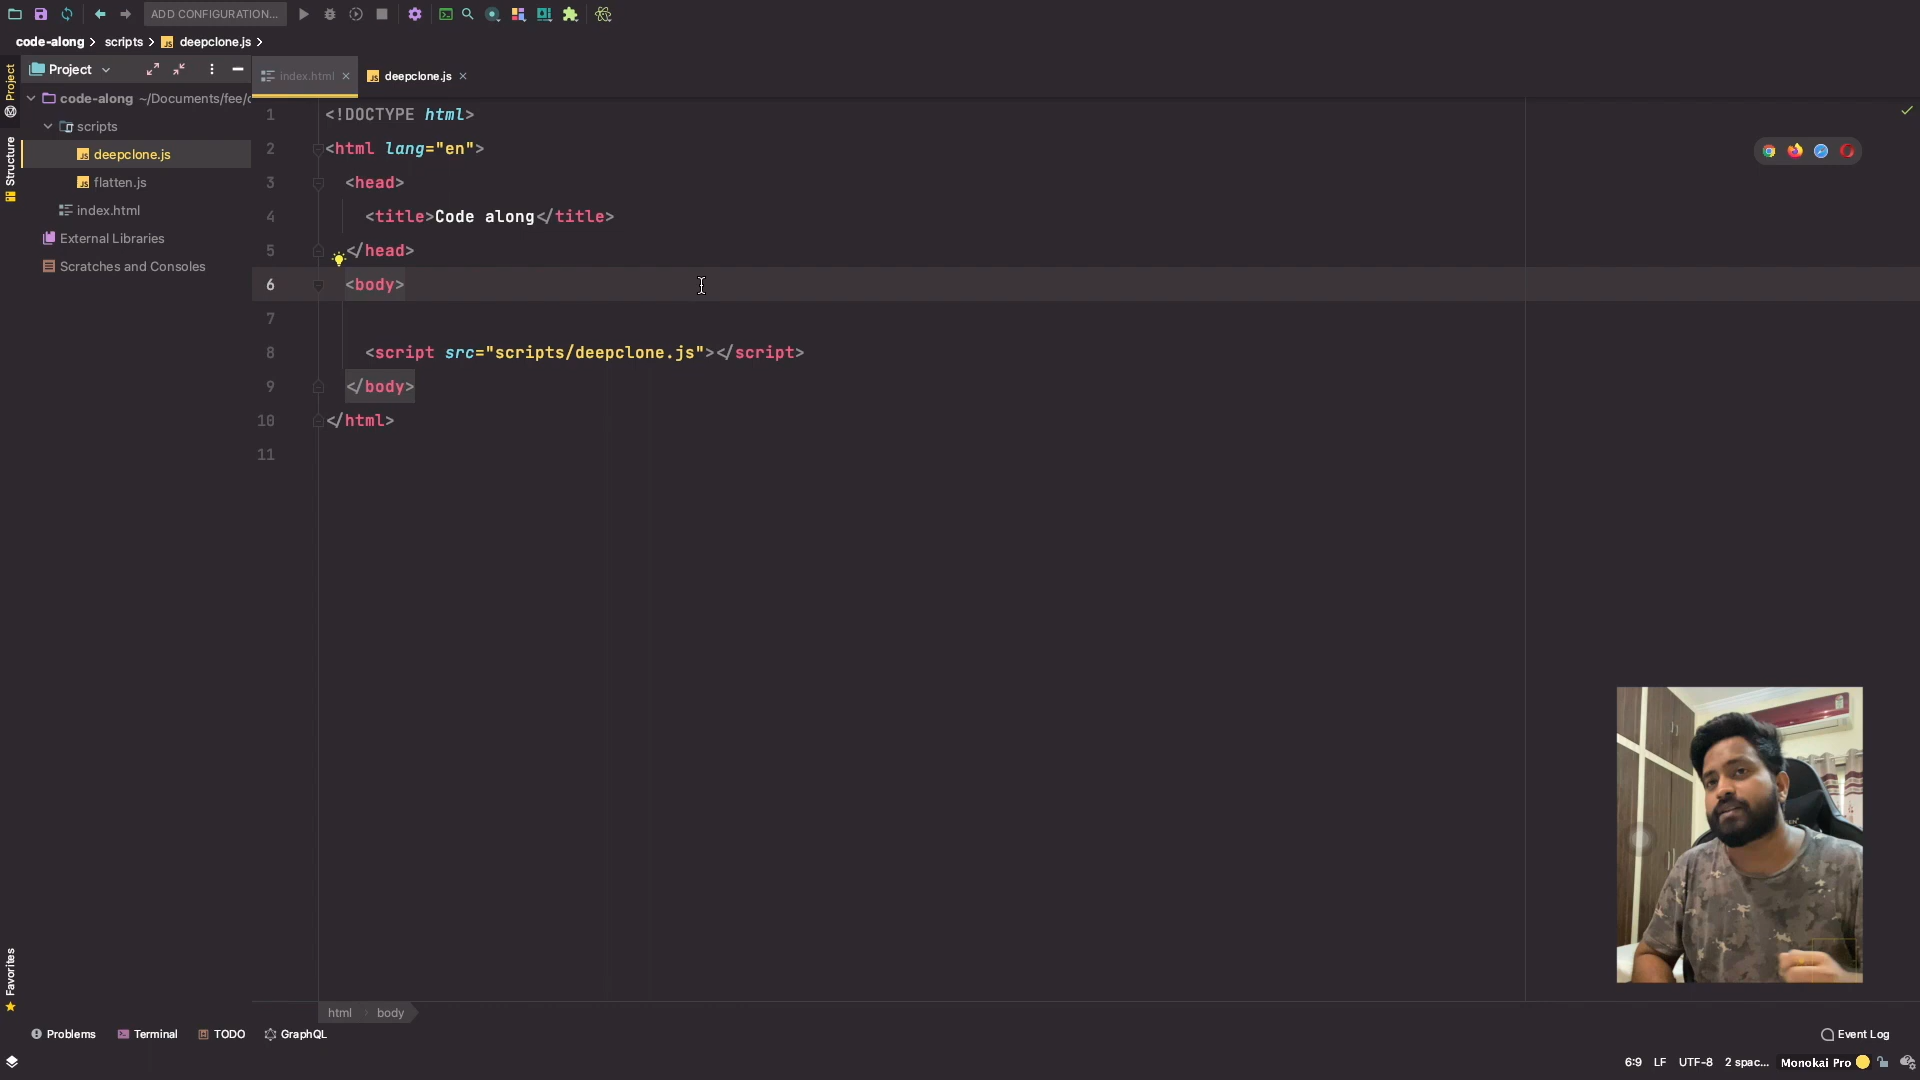 ADD CONFIGURATION...
code-along
scripts
deepclone.js
Project
Project
index.html
deepclone.js
code-along ~/Documents/fee/c
scripts
deepclone.js
flatten.js
index.html
External Libraries
Scratches and Consoles
Structure
Favorites
1 <!DOCTYPE html>
2 <html lang="en">
3 <head>
4 <title>Code along</title>
5 </head>
6 <body>
7
8 <script src="scripts/deepclone.js"></script>
9 </body>
10 </html>
11
html
body
Problems
Terminal
TODO
GraphQL
Event Log
6:9 LF UTF-8 2 spac... Monokai Pro